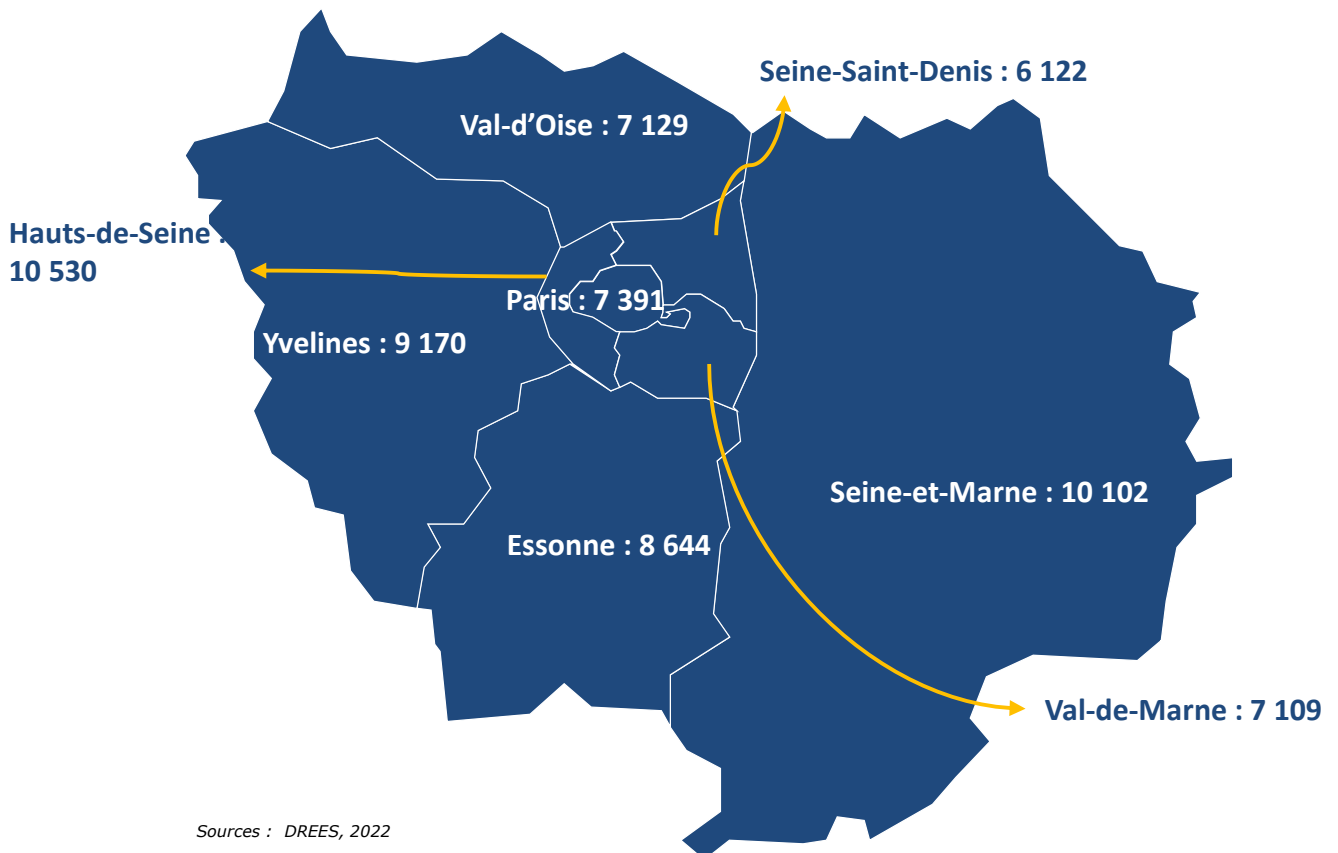 Seine-Saint-Denis : 6 122
Val-d’Oise : 7 129
Hauts-de-Seine :
10 530
Paris : 7 391
Yvelines : 9 170
Seine-et-Marne : 10 102
Essonne : 8 644
Val-de-Marne : 7 109
Sources : DREES, 2022